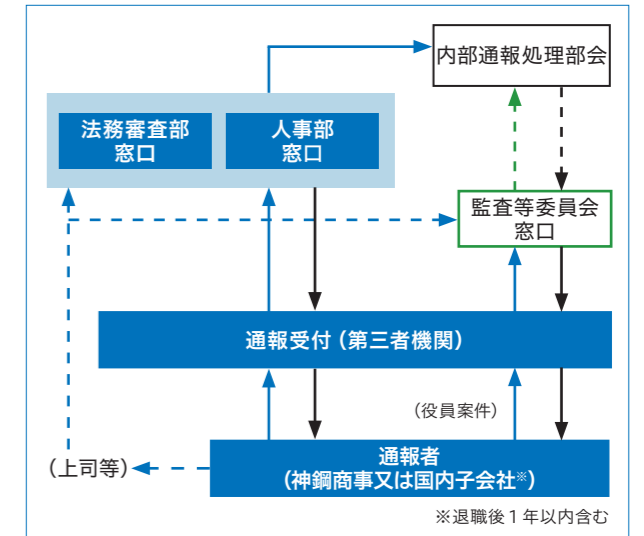 内部通報処理部会
法務審査部
窓口
人事部
窓口
監査等委員会
窓口
通報受付（第三者機関）
（役員案件）
（上司等）
通報者
（神鋼商事又は国内子会社※）
※退職後１年以内含む